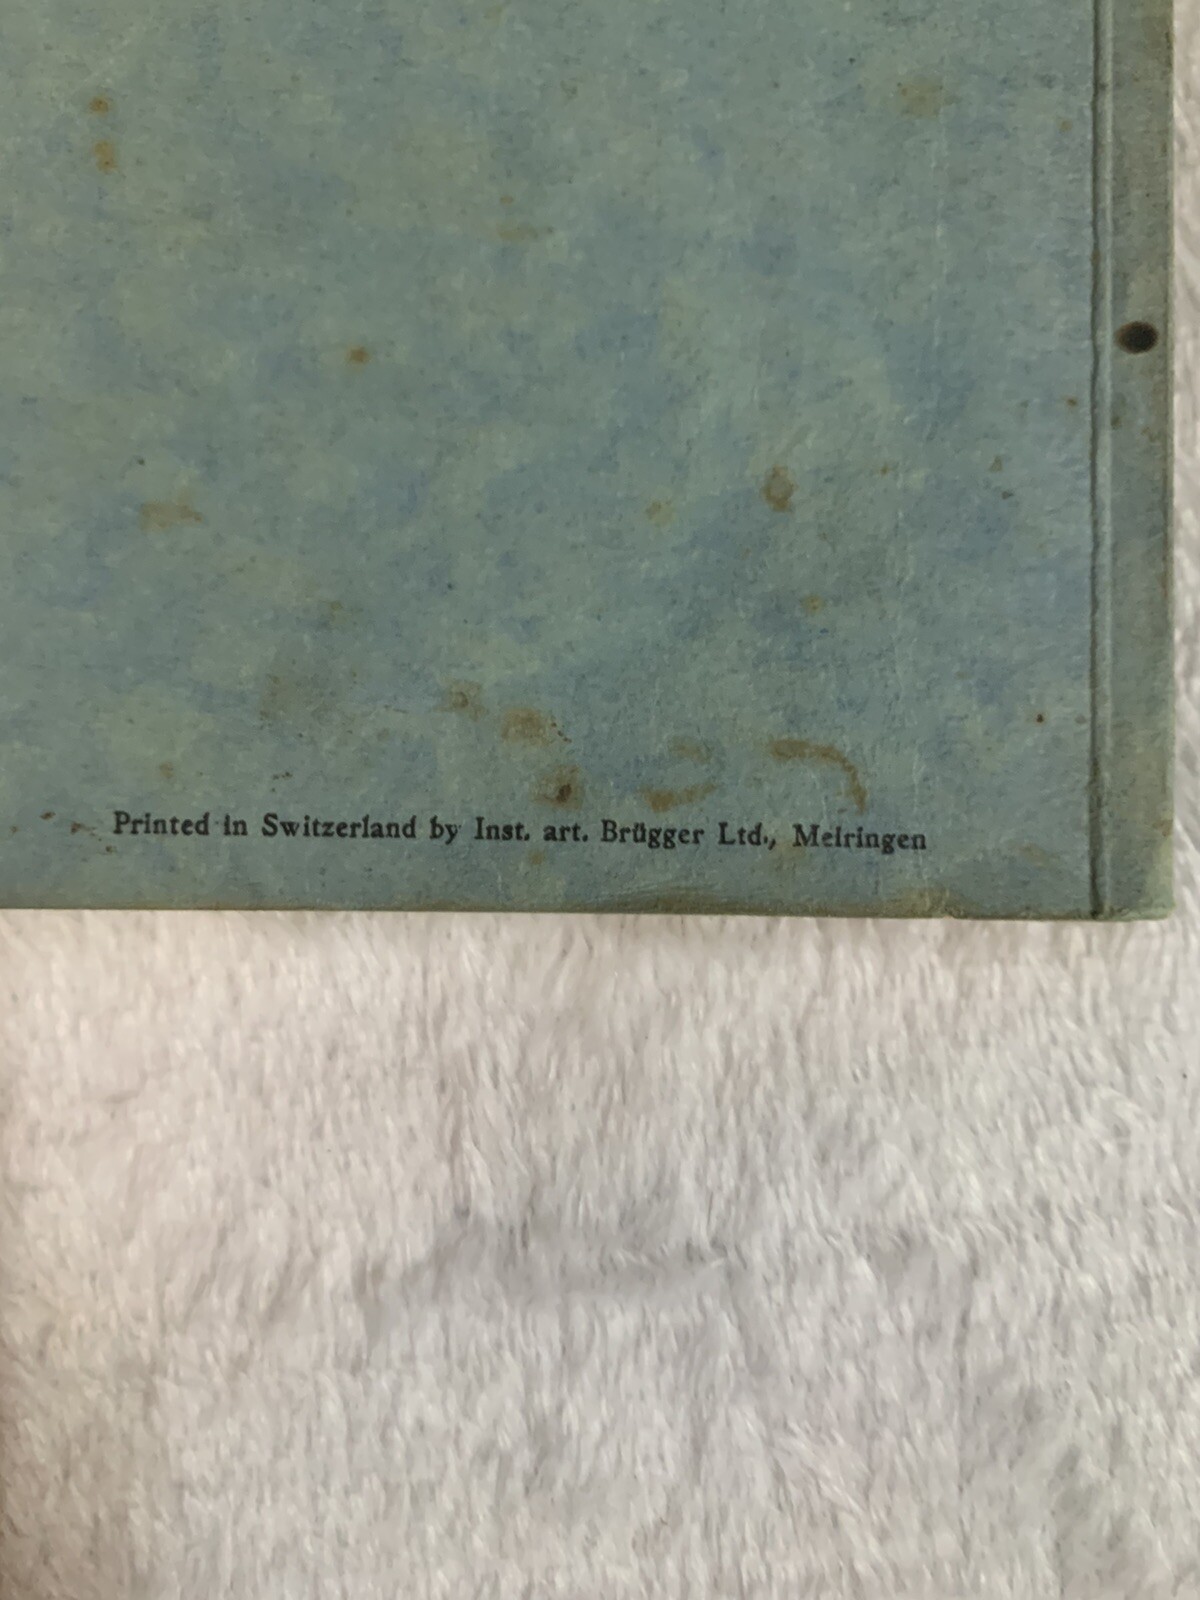 Printed in Switzerland by Inst. art. Brügger Ltd., Meiringen